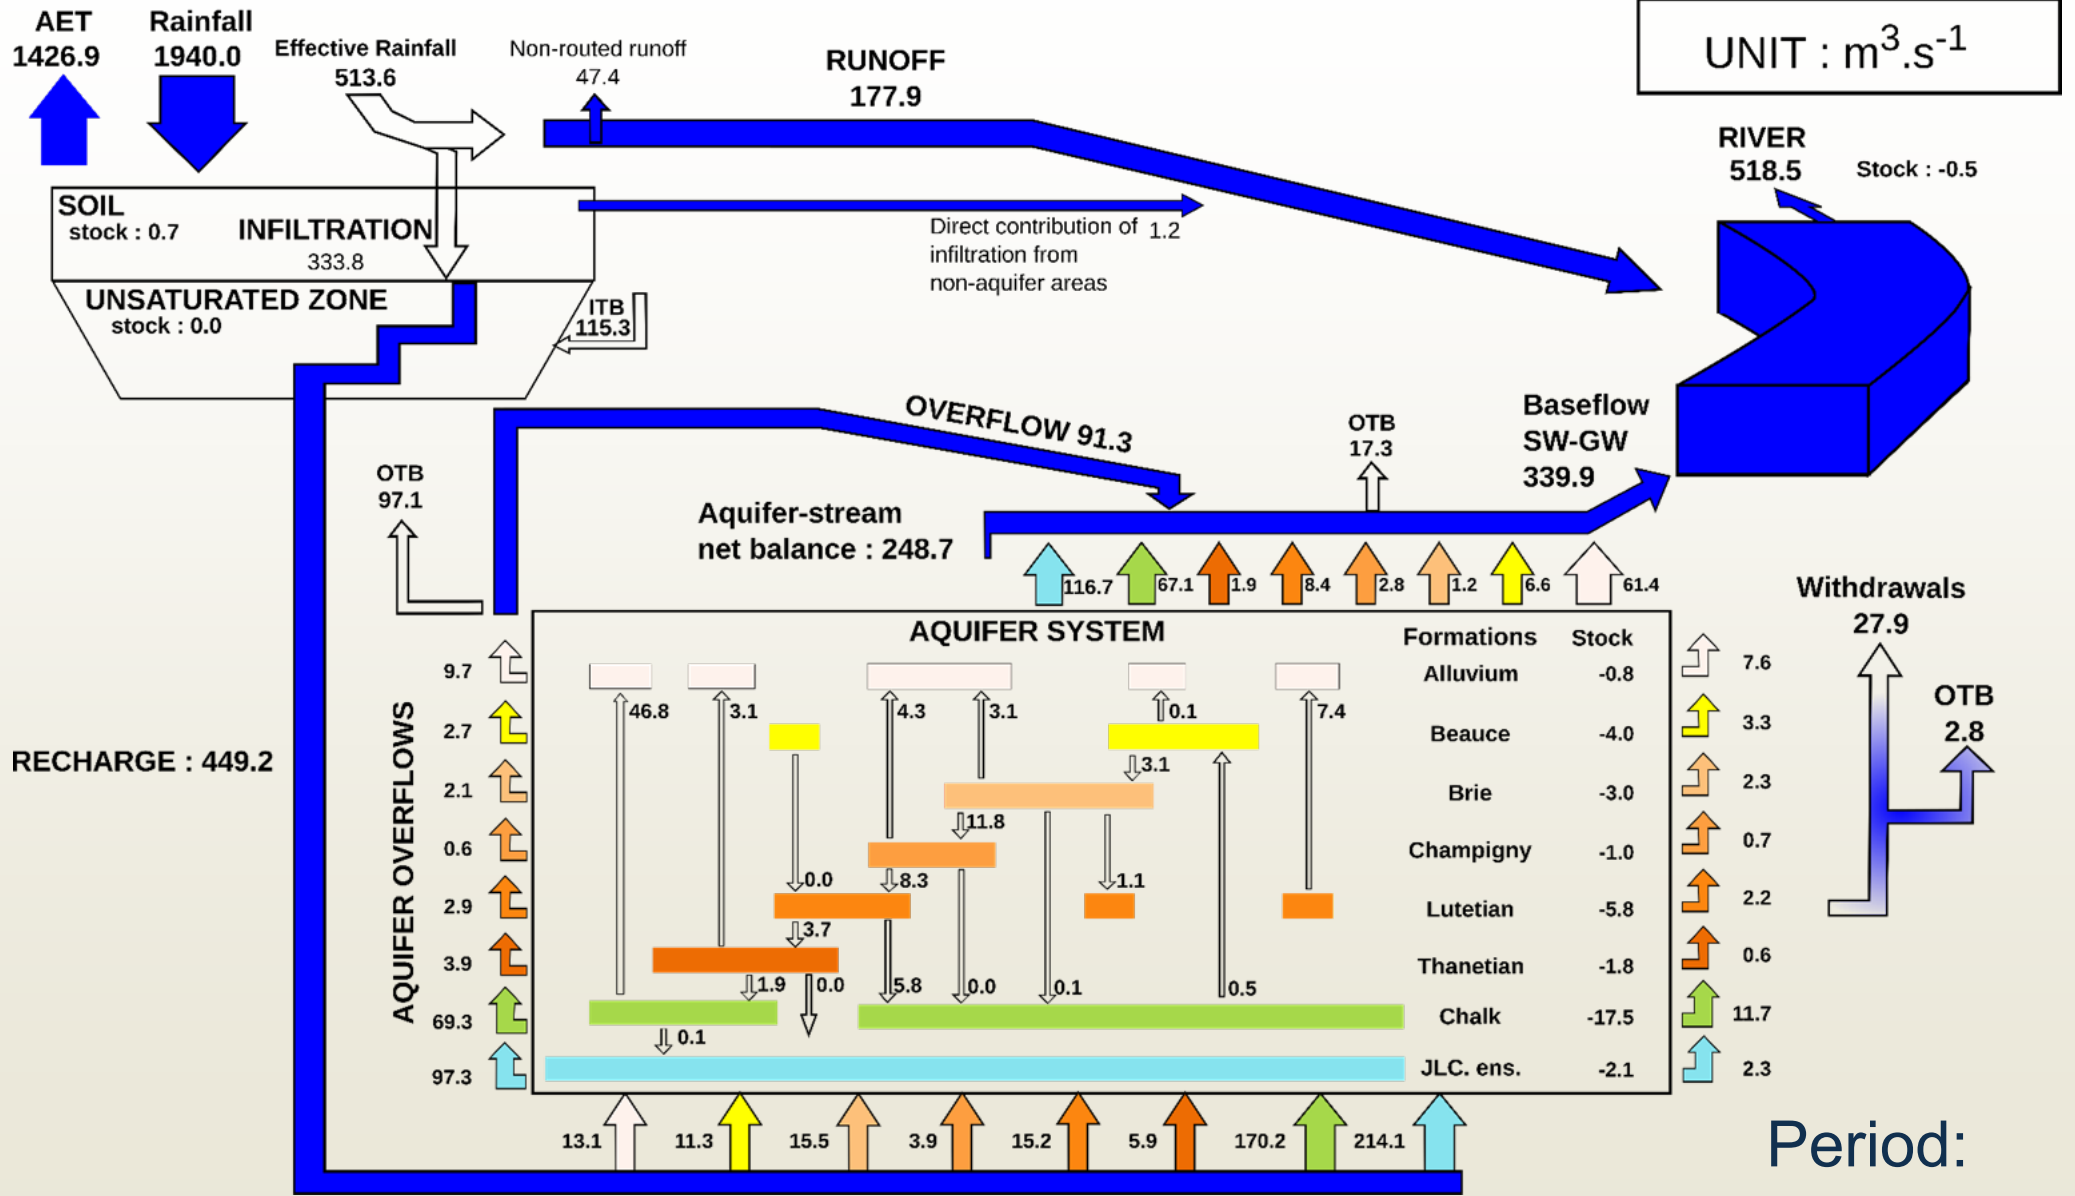 AET
1426.9
Rainfall
1940.0
Effective Rainfall
513.6
Non-routed runoff
47.4
RUNOFF
177.9
UNIT : m³.s⁻¹
RIVER
518.5
Stock : -0.5
SOIL
stock : 0.7
INFILTRATION
333.8
Direct contribution of 1.2
infiltration from
non-aquifer areas
UNSATURATED ZONE
stock : 0.0
ITB
115.3
OVERFLOW 91.3
OTB
17.3
Baseflow
SW-GW
339.9
OTB
97.1
Aquifer-stream
net balance : 248.7
116.7 67.1 1.9 8.4 2.8 1.2 6.6 61.4
Withdrawals
27.9
OTB
2.8
RECHARGE : 449.2
AQUIFER OVERFLOWS
9.7
2.7
2.1
0.6
2.9
3.9
69.3
97.3
AQUIFER SYSTEM
Formations Stock
Alluvium -0.8
Beauce -4.0
Brie -3.0
Champigny -1.0
Lutetian -5.8
Thanetian -1.8
Chalk -17.5
JLC. ens. -2.1
46.8 3.1 4.3 3.1 0.1 7.4
3.1
11.8
0.0 8.3 1.1
3.7
1.9 0.0 5.8 0.0 0.1 0.5
0.1
7.6
3.3
2.3
0.7
2.2
0.6
11.7
2.3
13.1 11.3 15.5 3.9 15.2 5.9 170.2 214.1
Period: